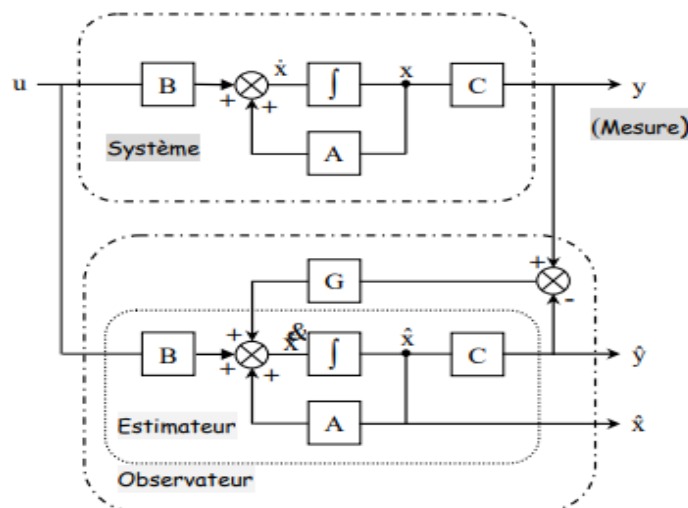 u
B
+
+
ẋ
∫
x
C
y
(Mesure)
A
Système
G
+
-
B
+
+
+
x̂&
∫
x̂
C
ŷ
A
x̂
Estimateur
Observateur